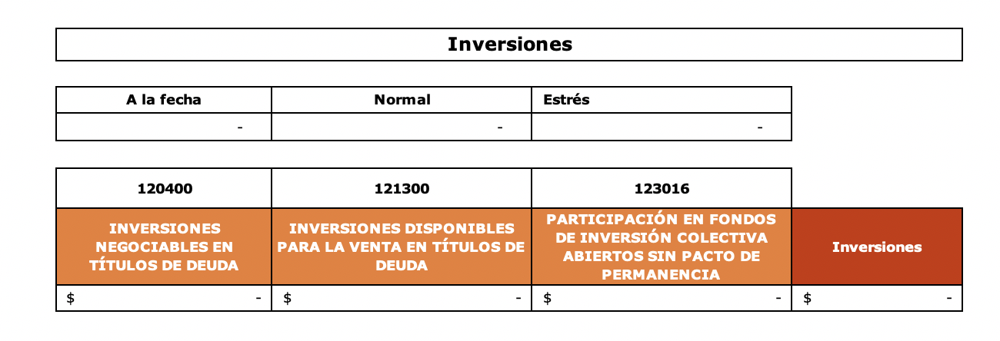 Inversiones
A la fecha Normal Estrés
- - -
120400 121300 123016
INVERSIONES
NEGOCIABLES EN
TÍTULOS DE DEUDA
INVERSIONES DISPONIBLES
PARA LA VENTA EN TÍTULOS DE
DEUDA
PARTICIPACIÓN EN FONDOS
DE INVERSIÓN COLECTIVA
ABIERTOS SIN PACTO DE
PERMANENCIA
Inversiones
$ - $ - $ - $ -